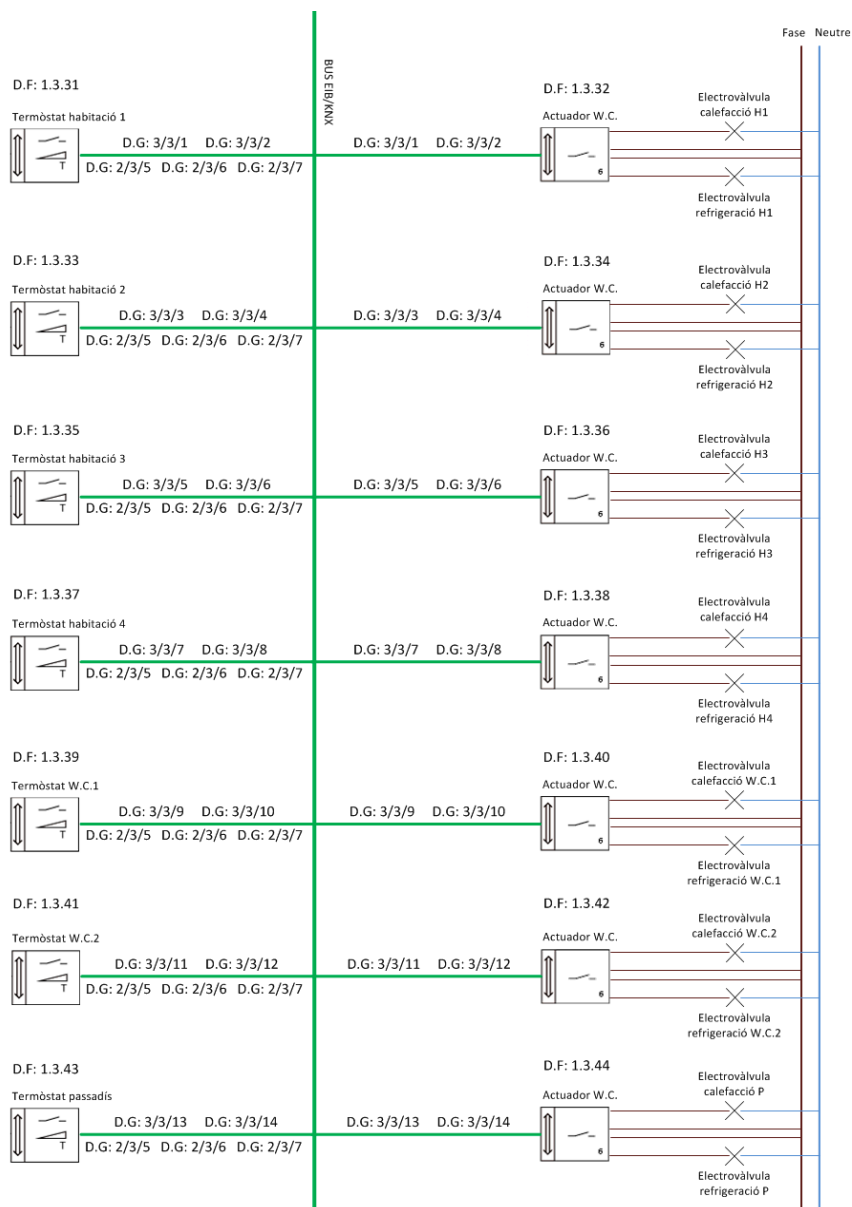 Fase Neutre
BUS EIB/KNX
D.F: 1.3.31
Termòstat habitació 1
T
D.G: 3/3/1 D.G: 3/3/2
D.G: 2/3/5 D.G: 2/3/6 D.G: 2/3/7
D.G: 3/3/1 D.G: 3/3/2
D.F: 1.3.32
Actuador W.C.
6
Electrovàlvula
calefacció H1
Electrovàlvula
refrigeració H1
D.F: 1.3.33
Termòstat habitació 2
T
D.G: 3/3/3 D.G: 3/3/4
D.G: 2/3/5 D.G: 2/3/6 D.G: 2/3/7
D.G: 3/3/3 D.G: 3/3/4
D.F: 1.3.34
Actuador W.C.
6
Electrovàlvula
calefacció H2
Electrovàlvula
refrigeració H2
D.F: 1.3.35
Termòstat habitació 3
T
D.G: 3/3/5 D.G: 3/3/6
D.G: 2/3/5 D.G: 2/3/6 D.G: 2/3/7
D.G: 3/3/5 D.G: 3/3/6
D.F: 1.3.36
Actuador W.C.
6
Electrovàlvula
calefacció H3
Electrovàlvula
refrigeració H3
D.F: 1.3.37
Termòstat habitació 4
T
D.G: 3/3/7 D.G: 3/3/8
D.G: 2/3/5 D.G: 2/3/6 D.G: 2/3/7
D.G: 3/3/7 D.G: 3/3/8
D.F: 1.3.38
Actuador W.C.
6
Electrovàlvula
calefacció H4
Electrovàlvula
refrigeració H4
D.F: 1.3.39
Termòstat W.C.1
T
D.G: 3/3/9 D.G: 3/3/10
D.G: 2/3/5 D.G: 2/3/6 D.G: 2/3/7
D.G: 3/3/9 D.G: 3/3/10
D.F: 1.3.40
Actuador W.C.
6
Electrovàlvula
calefacció W.C.1
Electrovàlvula
refrigeració W.C.1
D.F: 1.3.41
Termòstat W.C.2
T
D.G: 3/3/11 D.G: 3/3/12
D.G: 2/3/5 D.G: 2/3/6 D.G: 2/3/7
D.G: 3/3/11 D.G: 3/3/12
D.F: 1.3.42
Actuador W.C.
6
Electrovàlvula
calefacció W.C.2
Electrovàlvula
refrigeració W.C.2
D.F: 1.3.43
Termòstat passadís
T
D.G: 3/3/13 D.G: 3/3/14
D.G: 2/3/5 D.G: 2/3/6 D.G: 2/3/7
D.G: 3/3/13 D.G: 3/3/14
D.F: 1.3.44
Actuador W.C.
6
Electrovàlvula
calefacció P
Electrovàlvula
refrigeració P